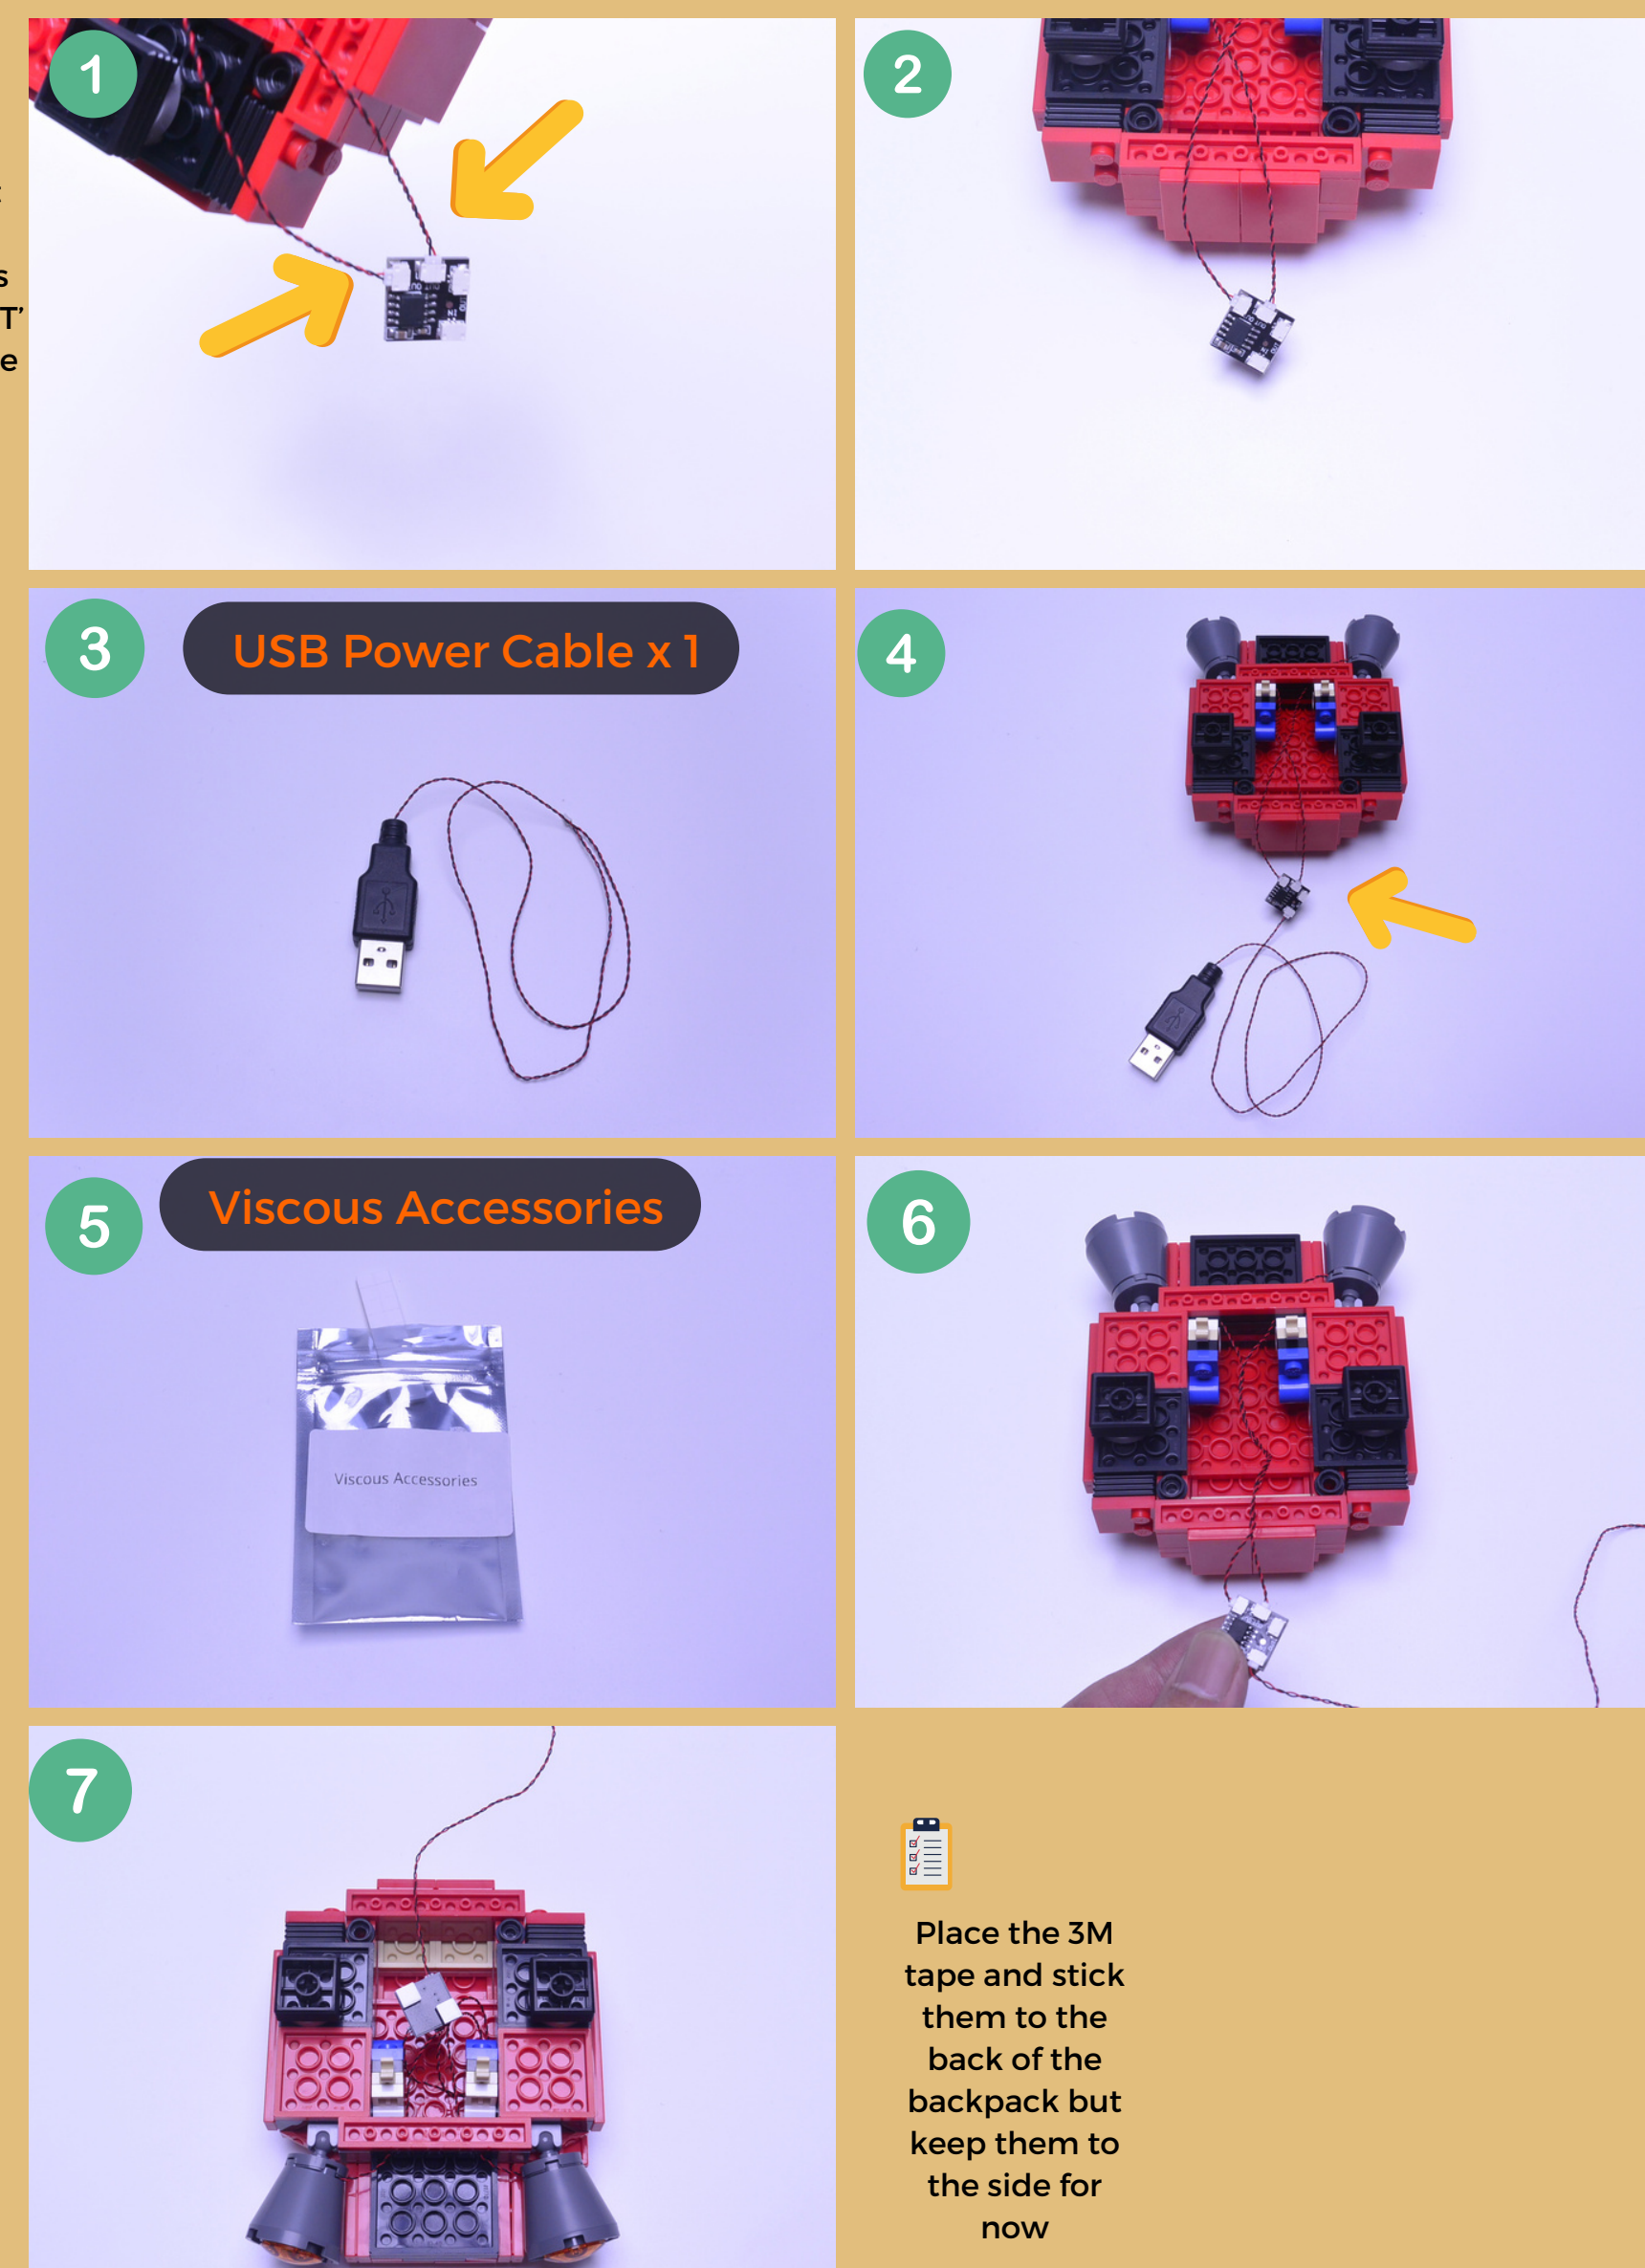 t
s
T’
e
1
2
3
USB Power Cable x 1
4
5
Viscous Accessories
Viscous Accessories
6
7
Place the 3M
tape and stick
them to the
back of the
backpack but
keep them to
the side for
now